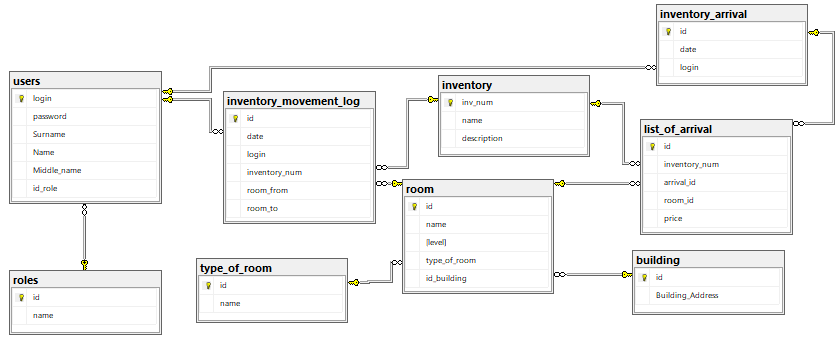 inventory_arrival
id
date
login
users
login
password
Surname
Name
Middle_name
id_role
inventory_movement_log
id
date
login
inventory_num
room_from
room_to
inventory
inv_num
name
description
list_of_arrival
id
inventory_num
arrival_id
room_id
price
room
id
name
[level]
type_of_room
id_building
type_of_room
id
name
building
id
Building_Address
roles
id
name